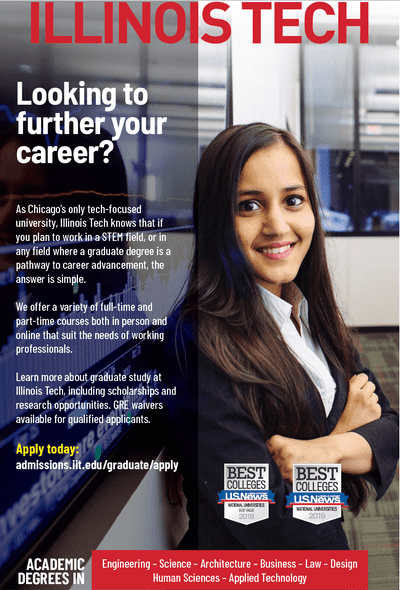 ILLINOIS TECH
Looking to
further your
career?
As Chicago's only tech-focused
university, Illinois Tech knows that if
you plan to work in a STEM field, or in
any field where a graduate degree is a
pathway to career advancement, the
answer is simple.
We offer a variety of full-time and
part-time courses both in person and
online that suit the needs of working
professionals.
Learn more about graduate study at
Illinois Tech, including scholarships and
research opportunities. GRE waivers
available for qualified applicants.
Apply today:
admissions.iit.edu/graduate/apply
BEST
COLLEGES
U.S.News
NATIONAL UNIVERSITIES
BEST VALUE
2019
BEST
COLLEGES
U.S.News
NATIONAL UNIVERSITIES
2019
ACADEMIC
DEGREES IN
Engineering – Science – Architecture – Business – Law – Design
Human Sciences – Applied Technology